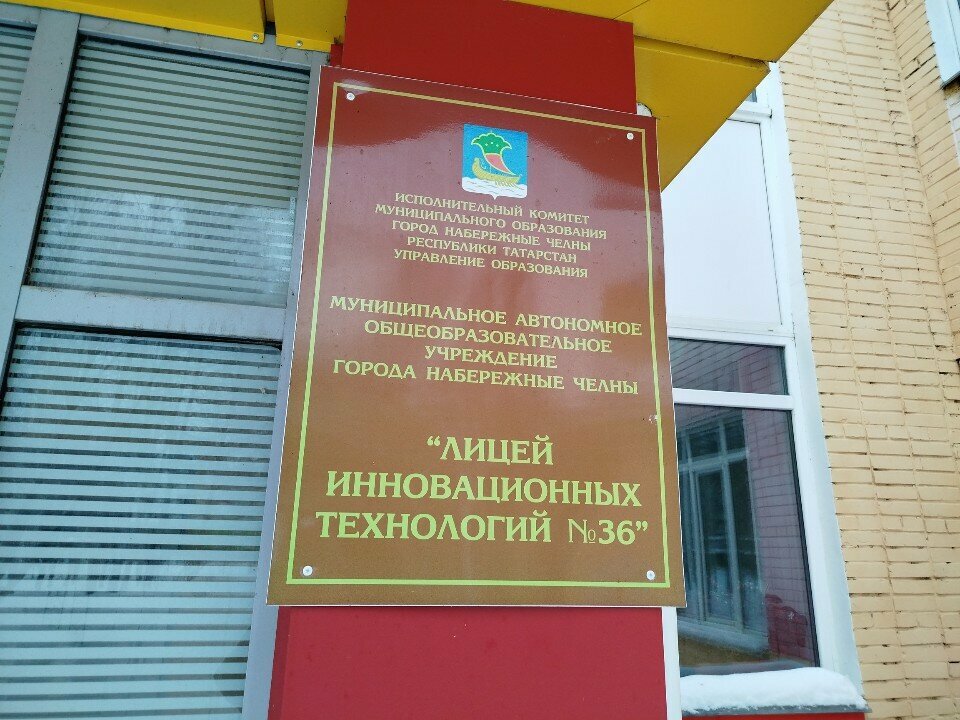 ИСПОЛНИТЕЛЬНЫЙ КОМИТЕТ
МУНИЦИПАЛЬНОГО ОБРАЗОВАНИЯ
ГОРОД НАБЕРЕЖНЫЕ ЧЕЛНЫ
РЕСПУБЛИКИ ТАТАРСТАН
УПРАВЛЕНИЕ ОБРАЗОВАНИЯ
МУНИЦИПАЛЬНОЕ АВТОНОМНОЕ
ОБЩЕОБРАЗОВАТЕЛЬНОЕ
УЧРЕЖДЕНИЕ
ГОРОДА НАБЕРЕЖНЫЕ ЧЕЛНЫ
“ЛИЦЕЙ
ИННОВАЦИОННЫХ
ТЕХНОЛОГИЙ №36”